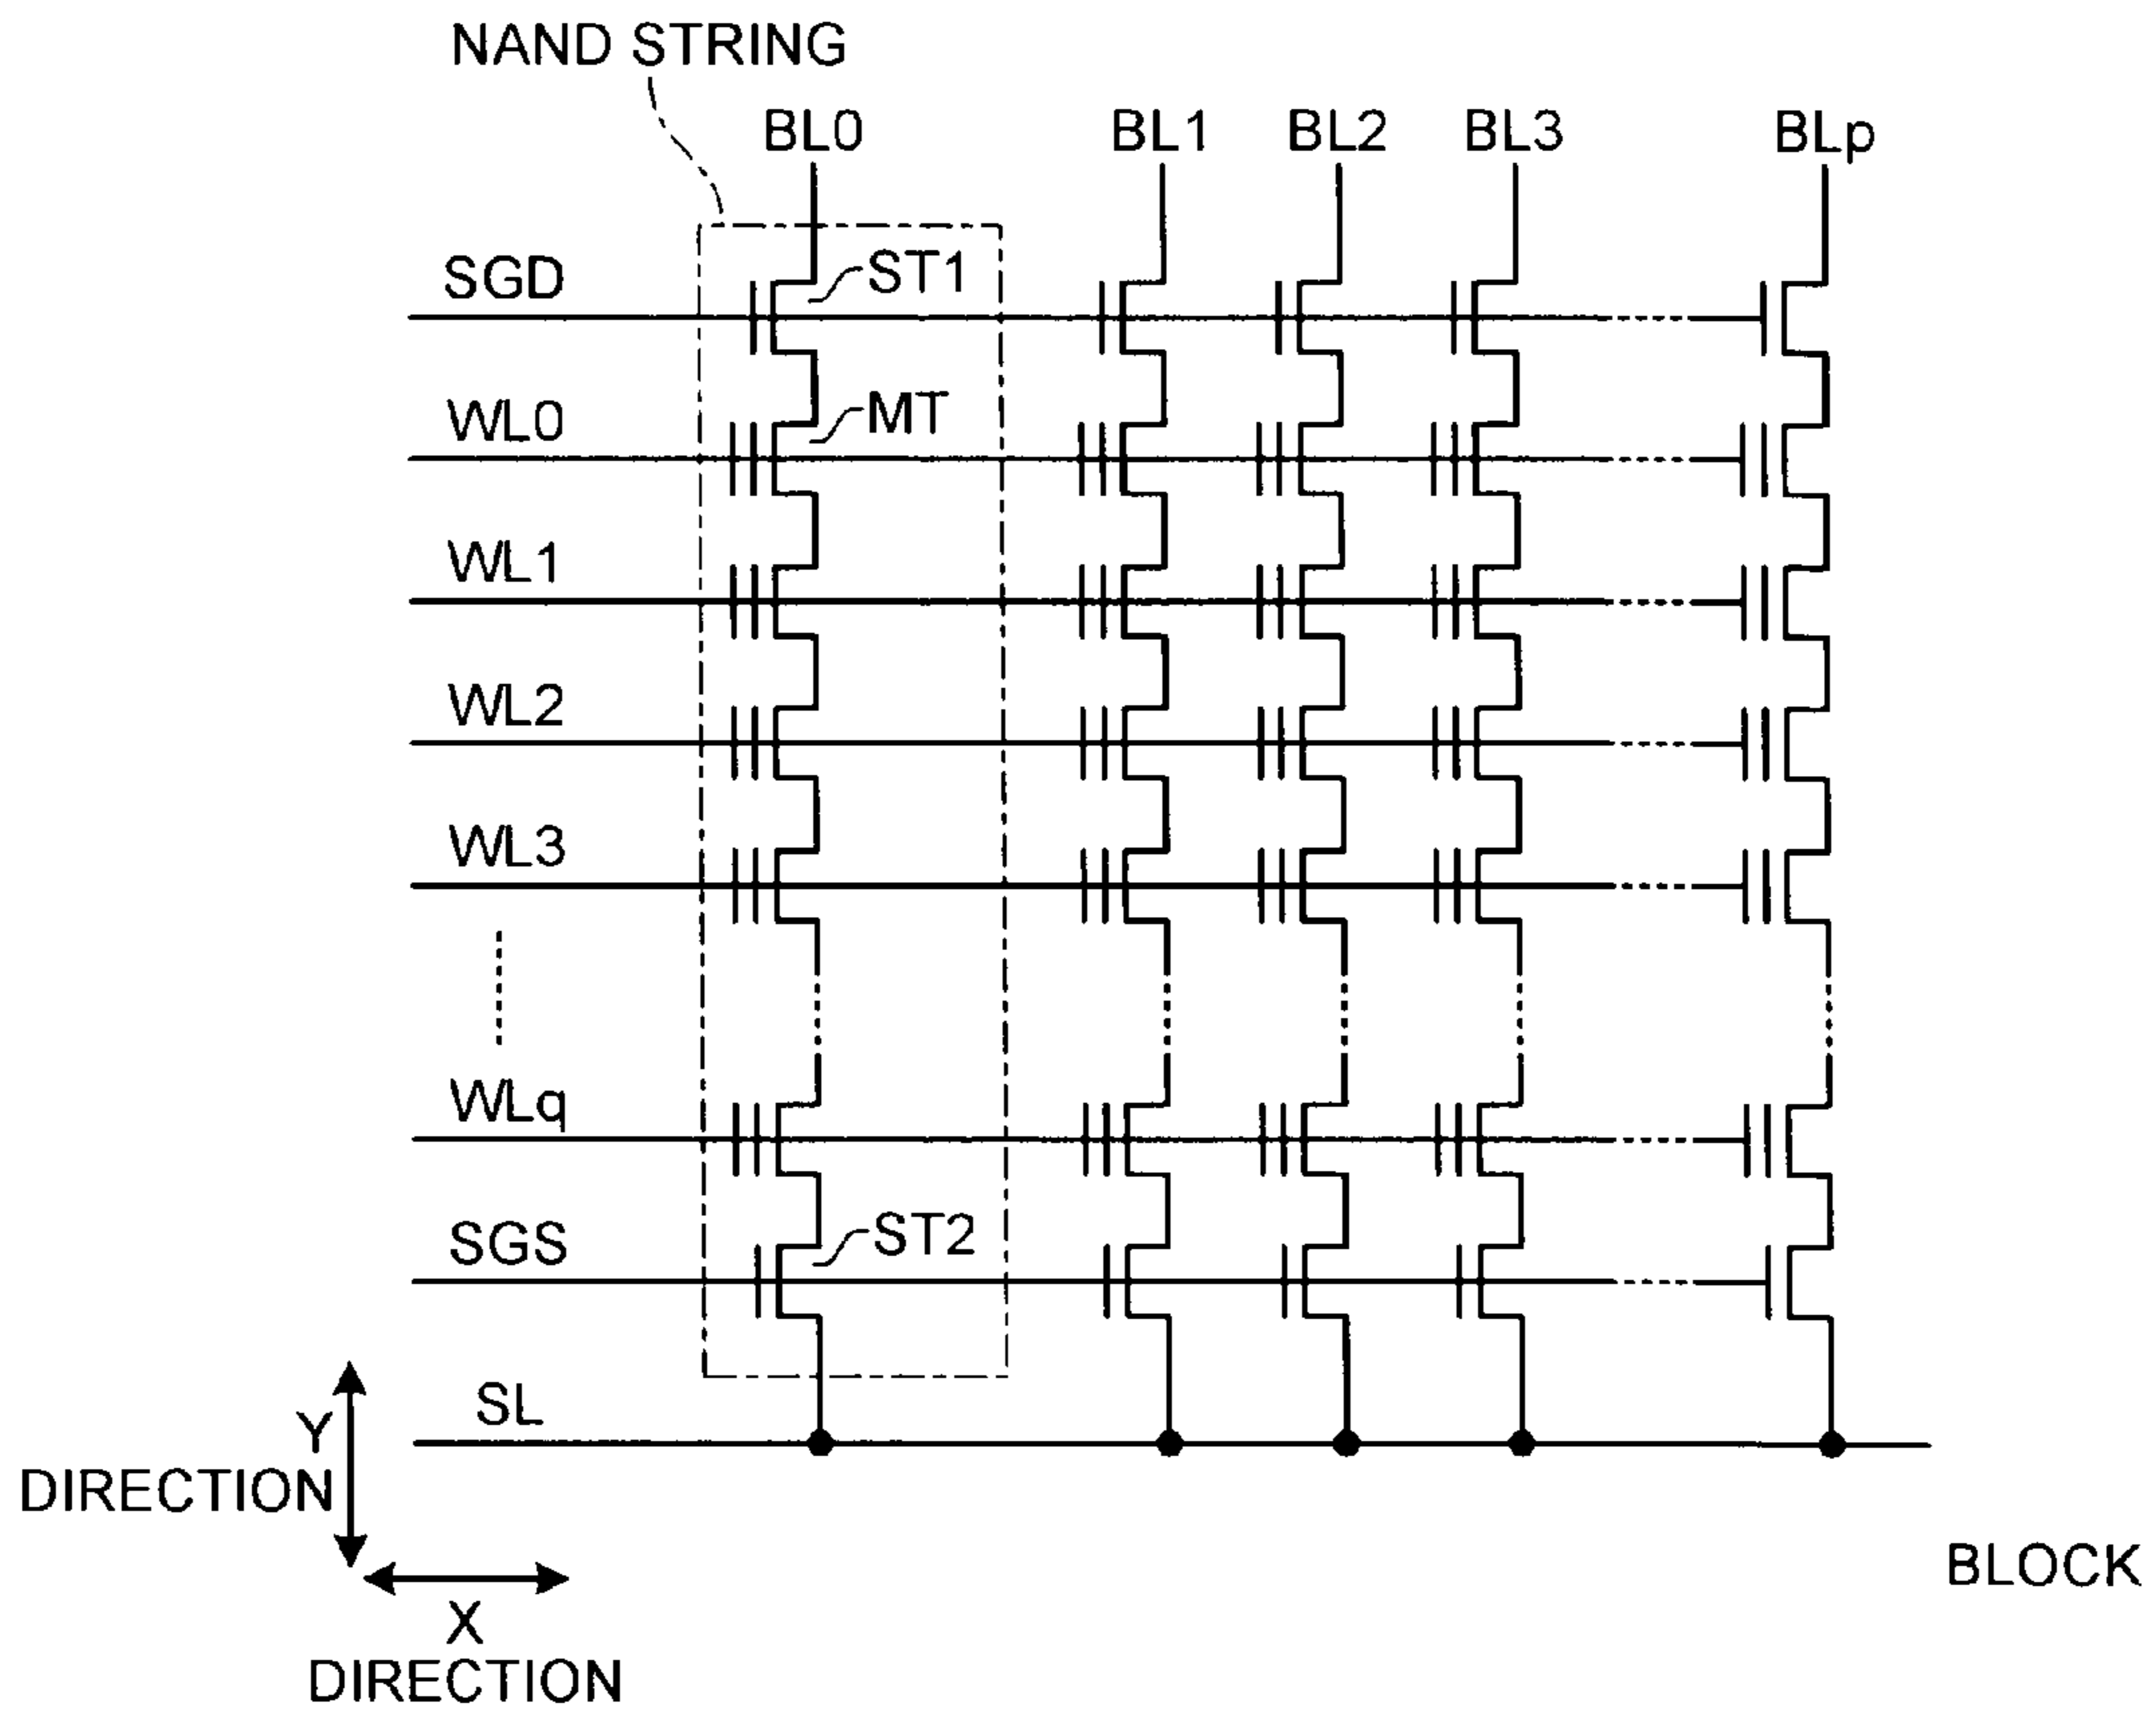 NAND STRING
BL0 BL1 BL2 BL3 BLp
SGD
ST1
WL0
MT
WL1
WL2
WL3
WLq
SGS
ST2
SL
Y
DIRECTION
X
DIRECTION
BLOCK